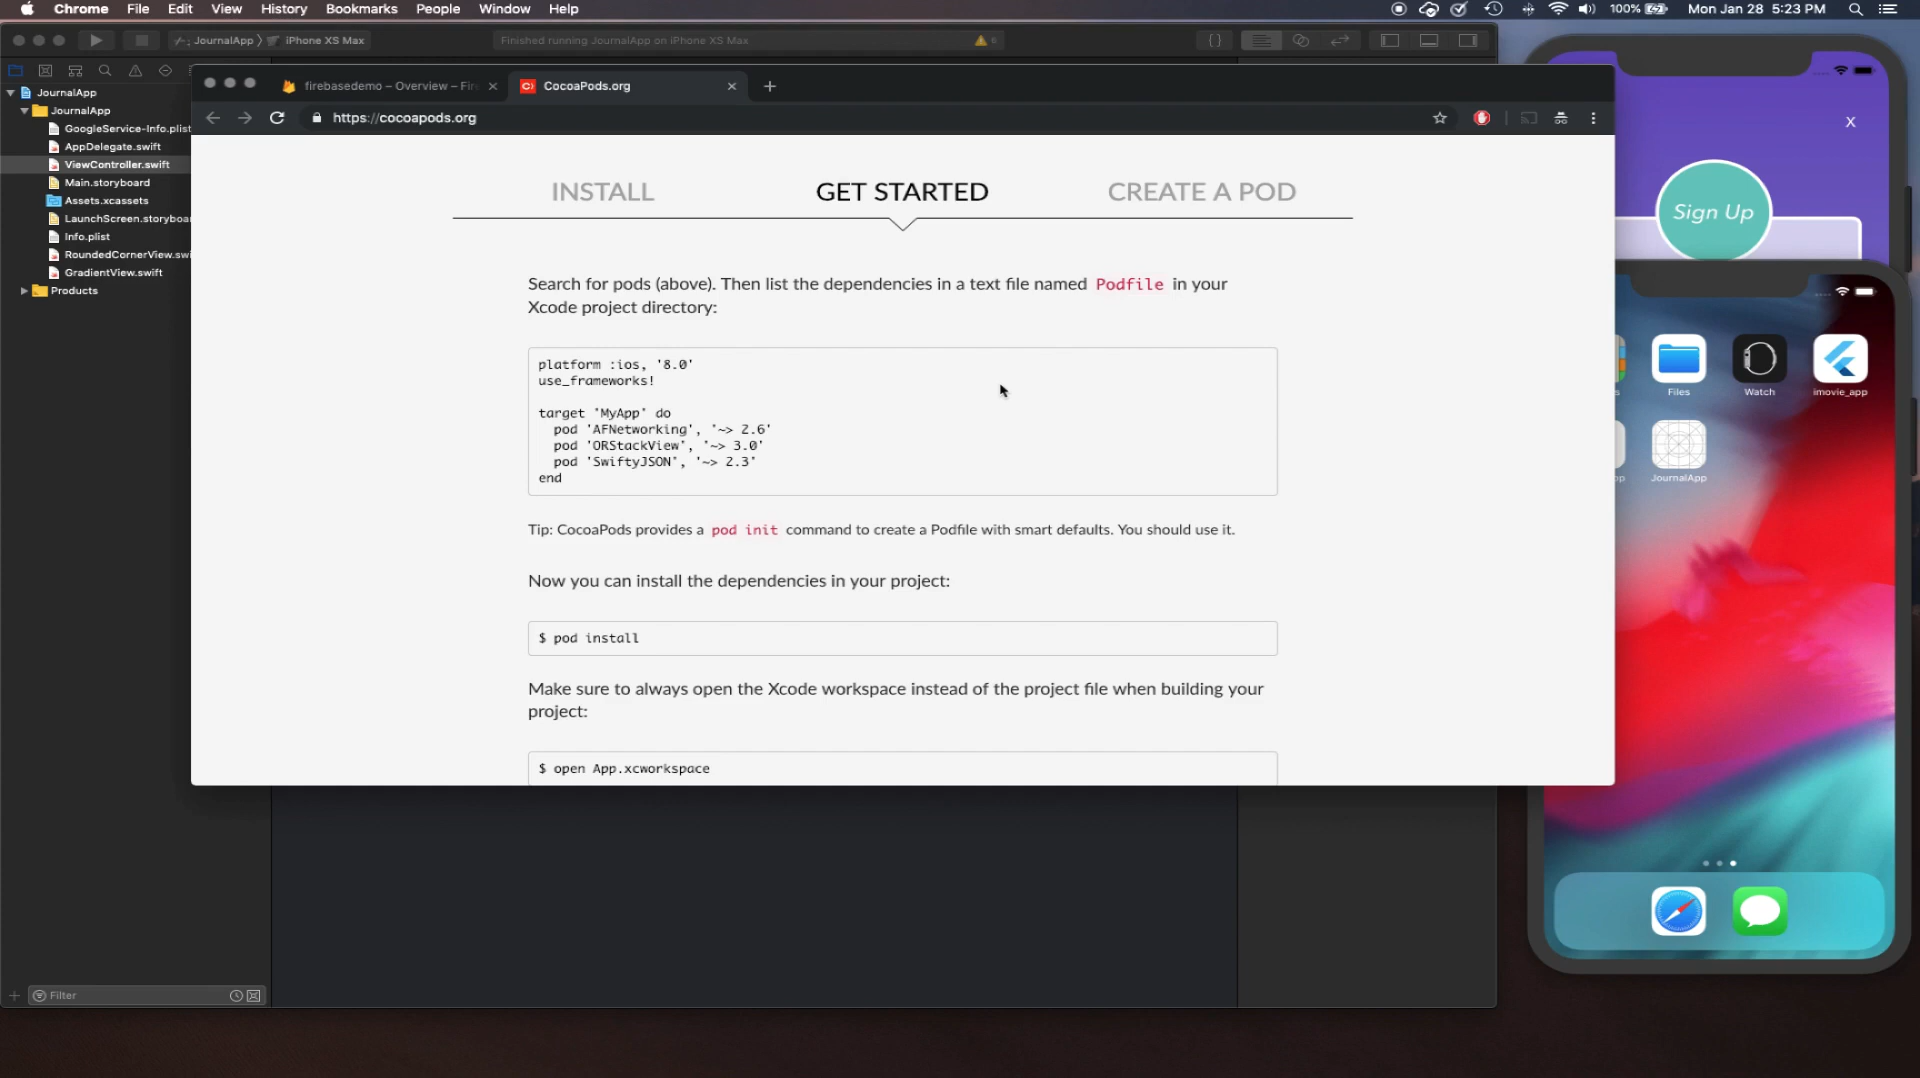 Chrome File Edit View History Bookmarks People Window Help
100% Mon Jan 28 5:23 PM
JournalApp iPhone XS Max
Finished running JournalApp on iPhone XS Max
JournalApp
JournalApp
GoogleService-Info.plist
AppDelegate.swift
ViewController.swift
Main.storyboard
Assets.xcassets
LaunchScreen.storyboar
Info.plist
RoundedCornerView.swi
GradientView.swift
Products
Filter
firebasedemo – Overview – Fir
CocoaPods.org
https://cocoapods.org
INSTALL GET STARTED CREATE A POD
Search for pods (above). Then list the dependencies in a text file named Podfile in your
Xcode project directory:
platform :ios, '8.0'
use_frameworks!
target 'MyApp' do
pod 'AFNetworking', '~> 2.6'
pod 'ORStackView', '~> 3.0'
pod 'SwiftyJSON', '~> 2.3'
end
Tip: CocoaPods provides a pod init command to create a Podfile with smart defaults. You should use it.
Now you can install the dependencies in your project:
$ pod install
Make sure to always open the Xcode workspace instead of the project file when building your
project:
$ open App.xcworkspace
X
Sign Up
s Files Watch imovie_app
pp JournalApp